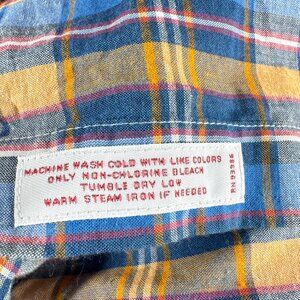 MACHINE WASH COLD WITH LIKE COLORS
ONLY NON-CHLORINE BLEACH
TUMBLE DRY LOW
WARM STEAM IRON IF NEEDED